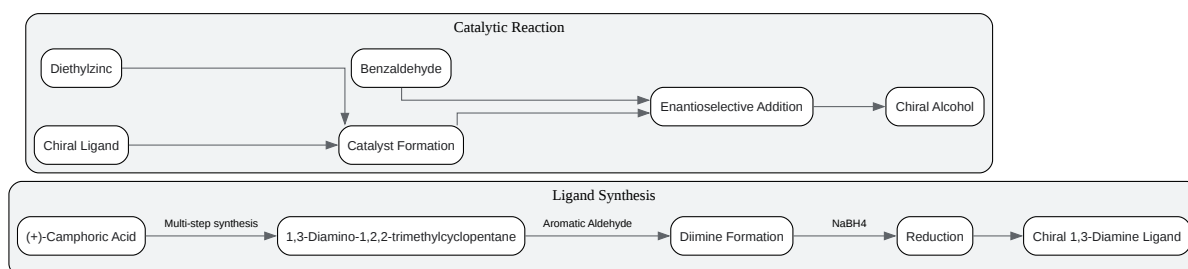 Catalytic Reaction
Diethylzinc
Benzaldehyde
Enantioselective Addition
Chiral Alcohol
Chiral Ligand
Catalyst Formation
Ligand Synthesis
(+)-Camphoric Acid
Multi-step synthesis
1,3-Diamino-1,2,2-trimethylcyclopentane
Aromatic Aldehyde
Diimine Formation
NaBH4
Reduction
Chiral 1,3-Diamine Ligand